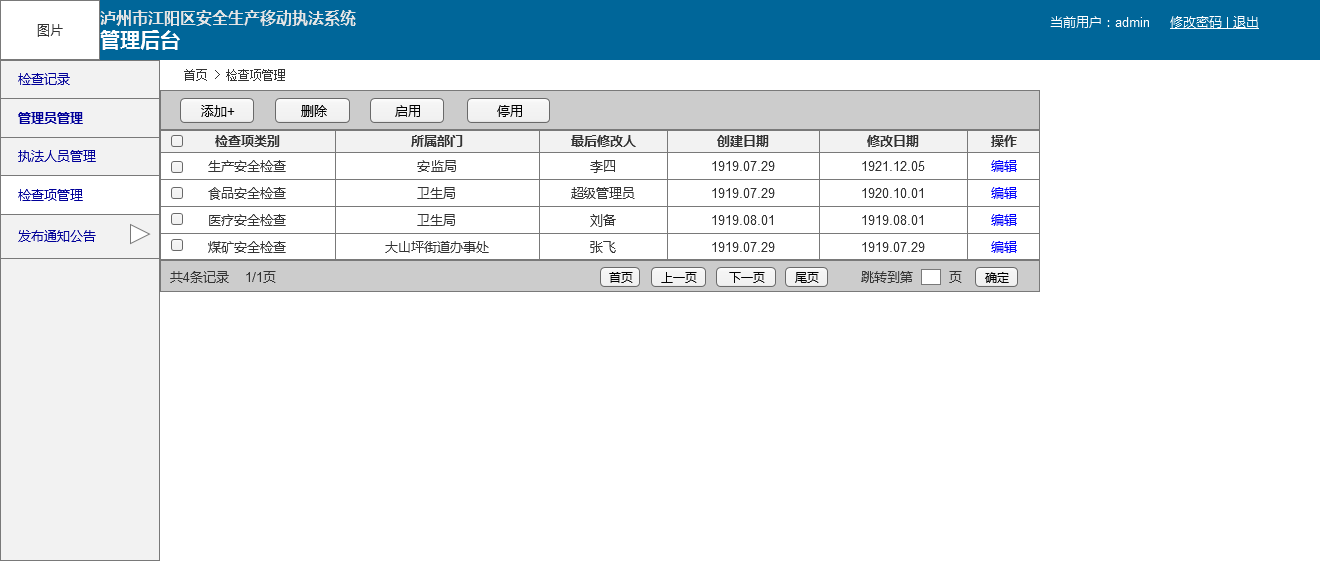 图片
泸州市江阳区安全生产移动执法系统
管理后台
当前用户：admin 修改密码 | 退出
检查记录
管理员管理
执法人员管理
检查项管理
发布通知公告
首页 > 检查项管理
添加+ 删除 启用 停用
检查项类别 所属部门 最后修改人 创建日期 修改日期 操作
生产安全检查 安监局 李四 1919.07.29 1921.12.05 编辑
食品安全检查 卫生局 超级管理员 1919.07.29 1920.10.01 编辑
医疗安全检查 卫生局 刘备 1919.08.01 1919.08.01 编辑
煤矿安全检查 大山坪街道办事处 张飞 1919.07.29 1919.07.29 编辑
共4条记录 1/1页 首页 上一页 下一页 尾页 跳转到第 页 确定